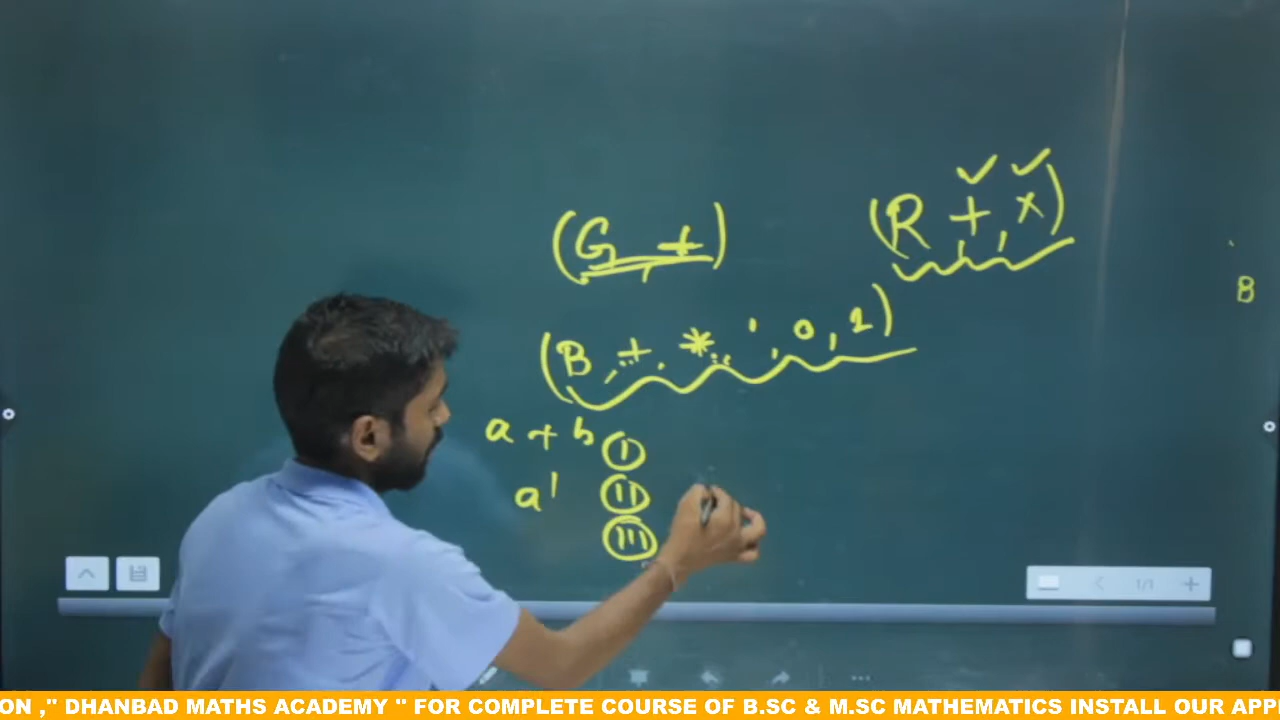 (R, +, ×)
(G, +)
B
(B, +, *, ', 0, 1)
a + b
(i)
a'
(ii)
(iii)
1/1
ON ," DHANBAD MATHS ACADEMY " FOR COMPLETE COURSE OF B.SC & M.SC MATHEMATICS INSTALL OUR APP